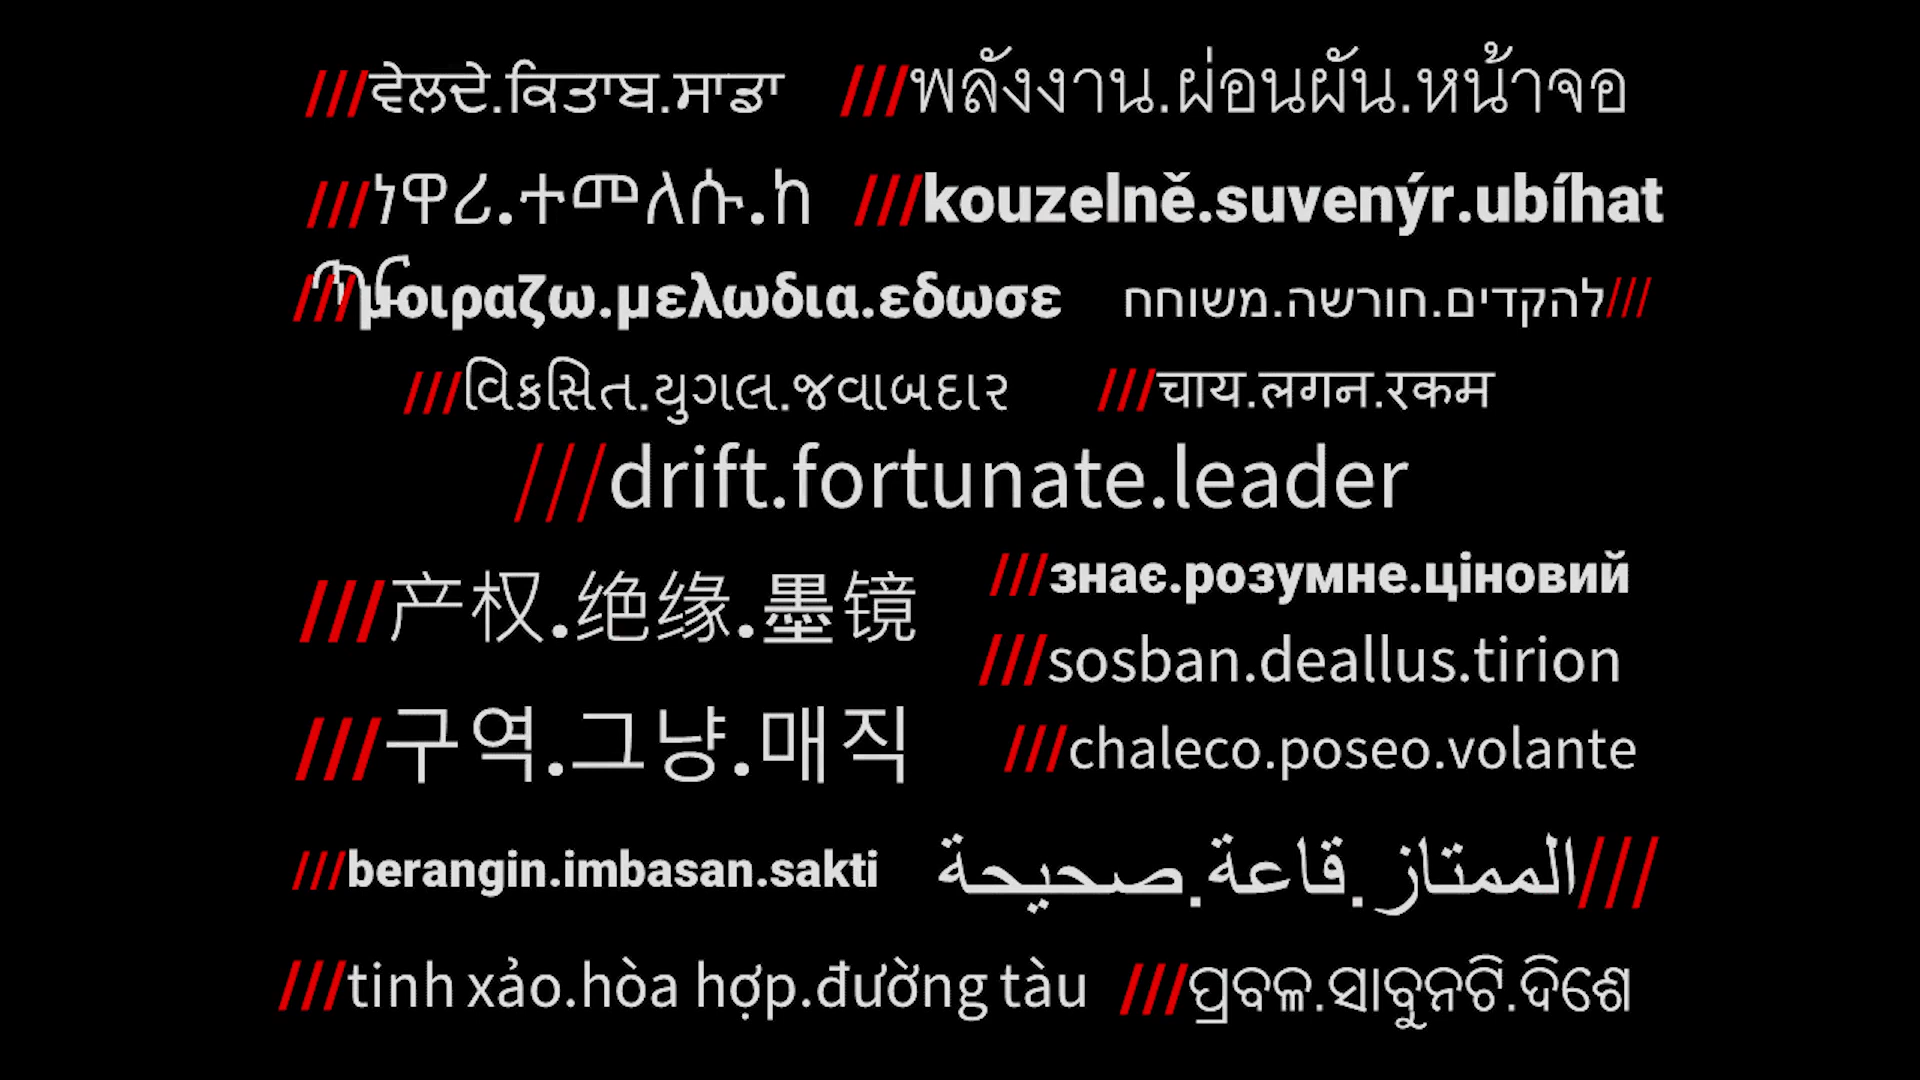 ///ਵੇਲਦੇ.ਕਿਤਾਬ.ਸਾਡਾ
///พลังงาน.ผ่อนผัน.หน้าจอ
///ነዋሪ.ተመለሱ.ከ
///kouzelně.suvenýr.ubíhat
///μοιραζω.μελωδια.εδωσε
///להקדים.חורשה.משוחח
///વિકસિત.યુગલ.જવાબદાર
///चाय.लगन.रकम
///drift.fortunate.leader
///产权.绝缘.墨镜
///знає.розумне.ціновий
///sosban.deallus.tirion
///구역.그냥.매직
///chaleco.poseo.volante
///berangin.imbasan.sakti
///الممتاز.قاعة.صحيحة
///tinh xảo.hòa hợp.đường tàu
///ପ୍ରବଳ.ସାବୁନଟି.ଦିଶେ